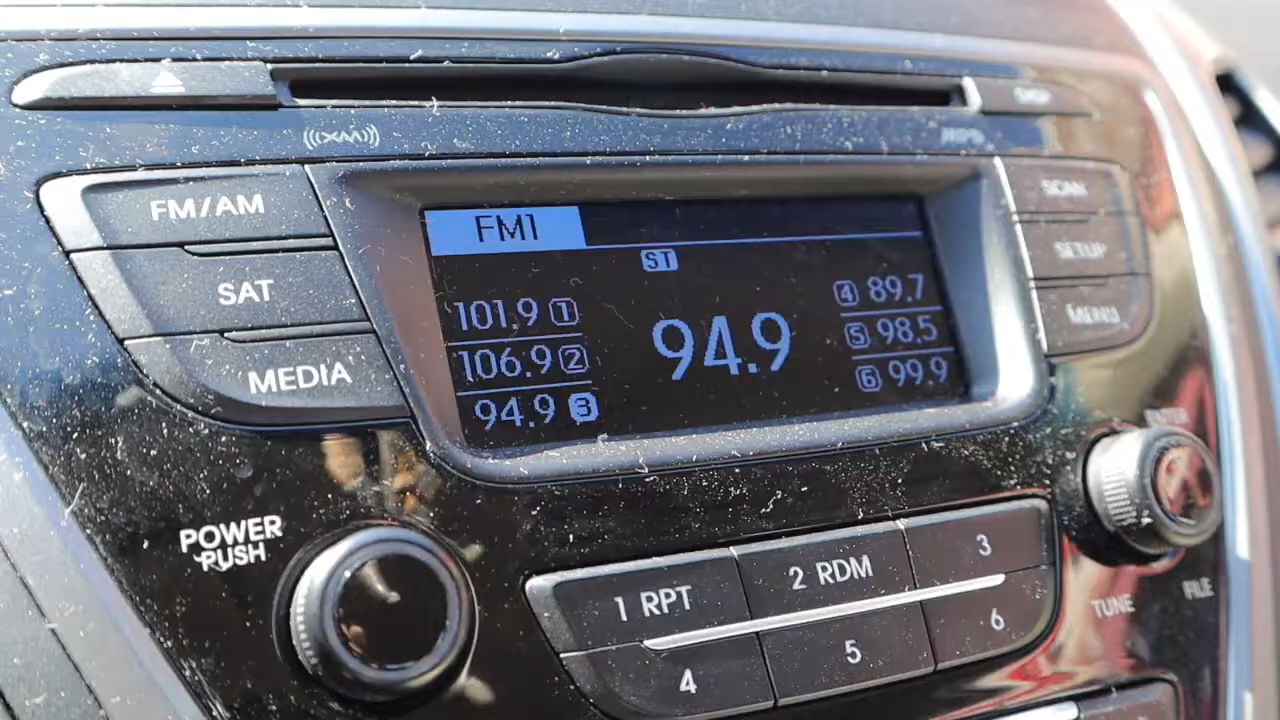 ((XM))
FM/AM
SAT
MEDIA
FM1
ST
101.9 1
106.9 2
94.9 3
94.9
4 89.7
5 98.5
6 99.9
SCAN
SETUP
MENU
POWER
PUSH
1 RPT
2 RDM
3
4
5
6
TUNE
FILE